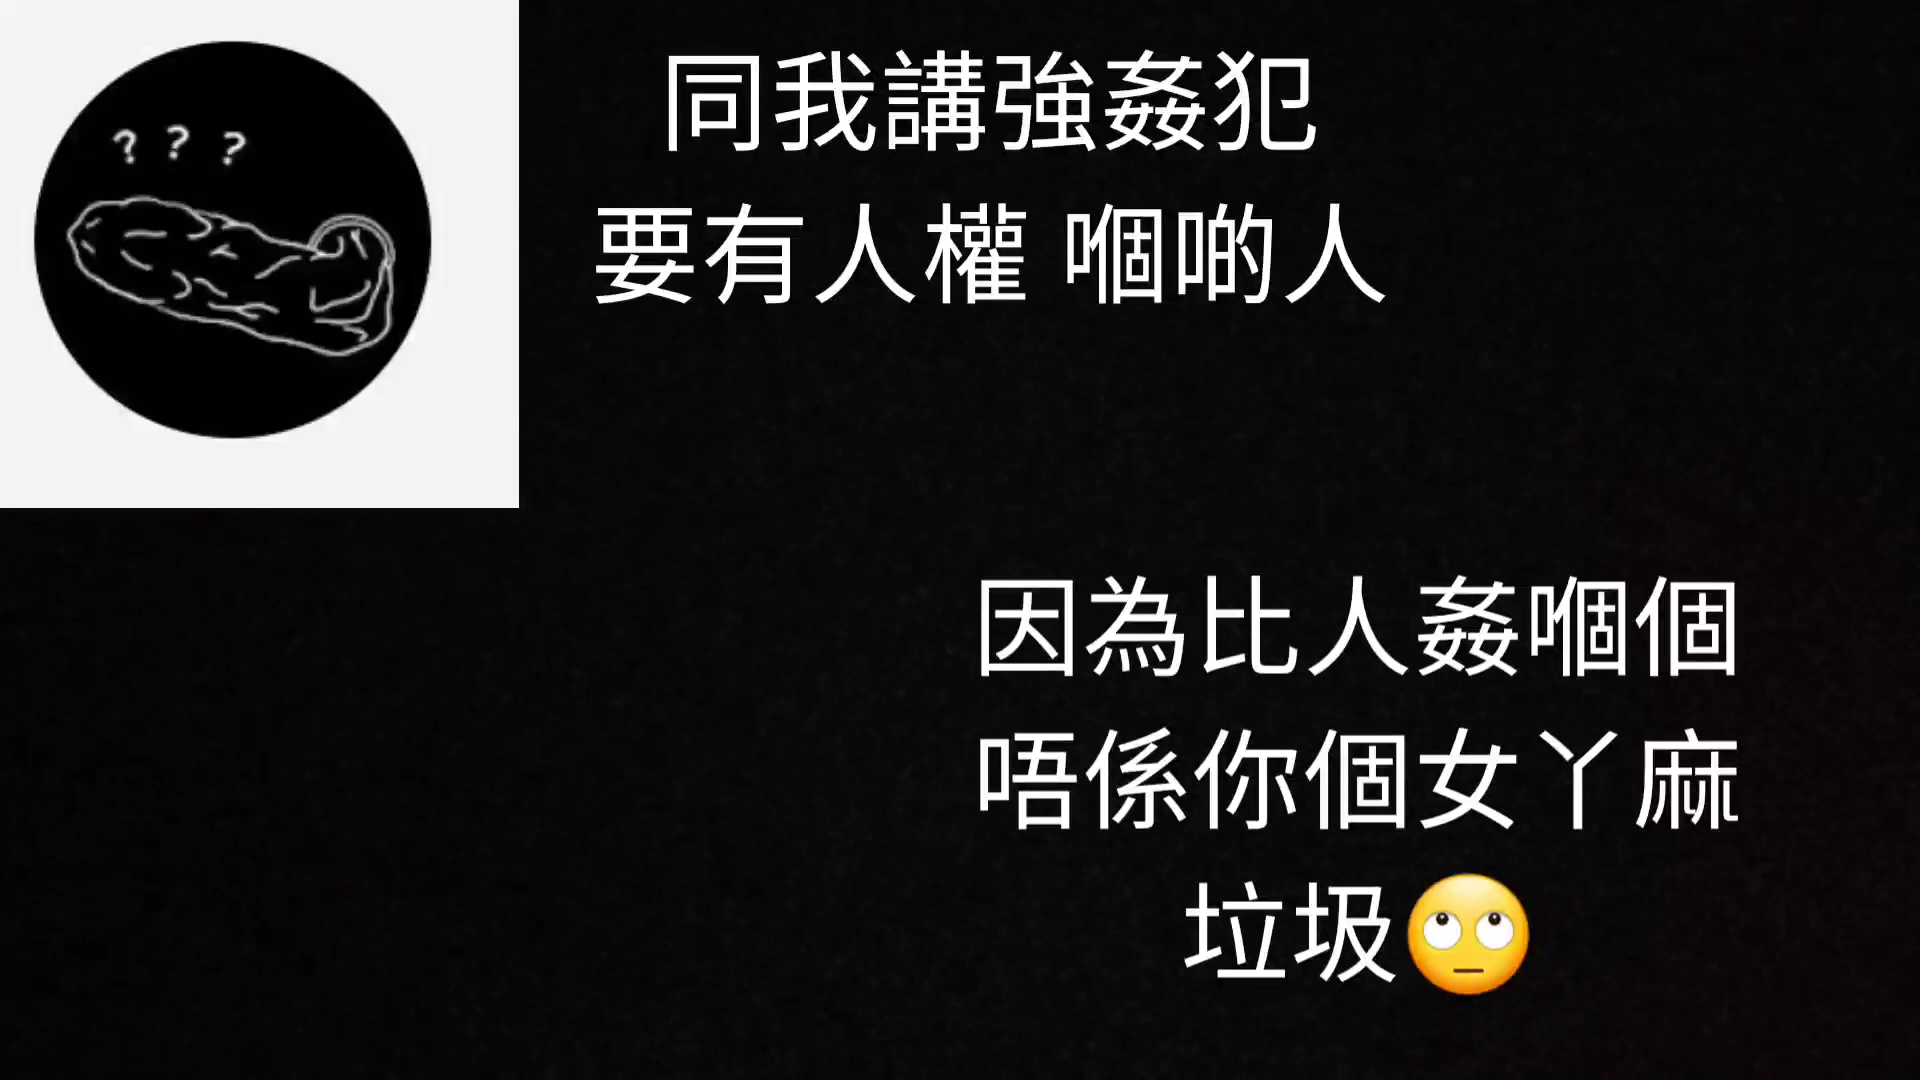 ? ? ?
同我講強姦犯
要有人權 嗰啲人
因為比人姦嗰個
唔係你個女丫麻
垃圾🙄